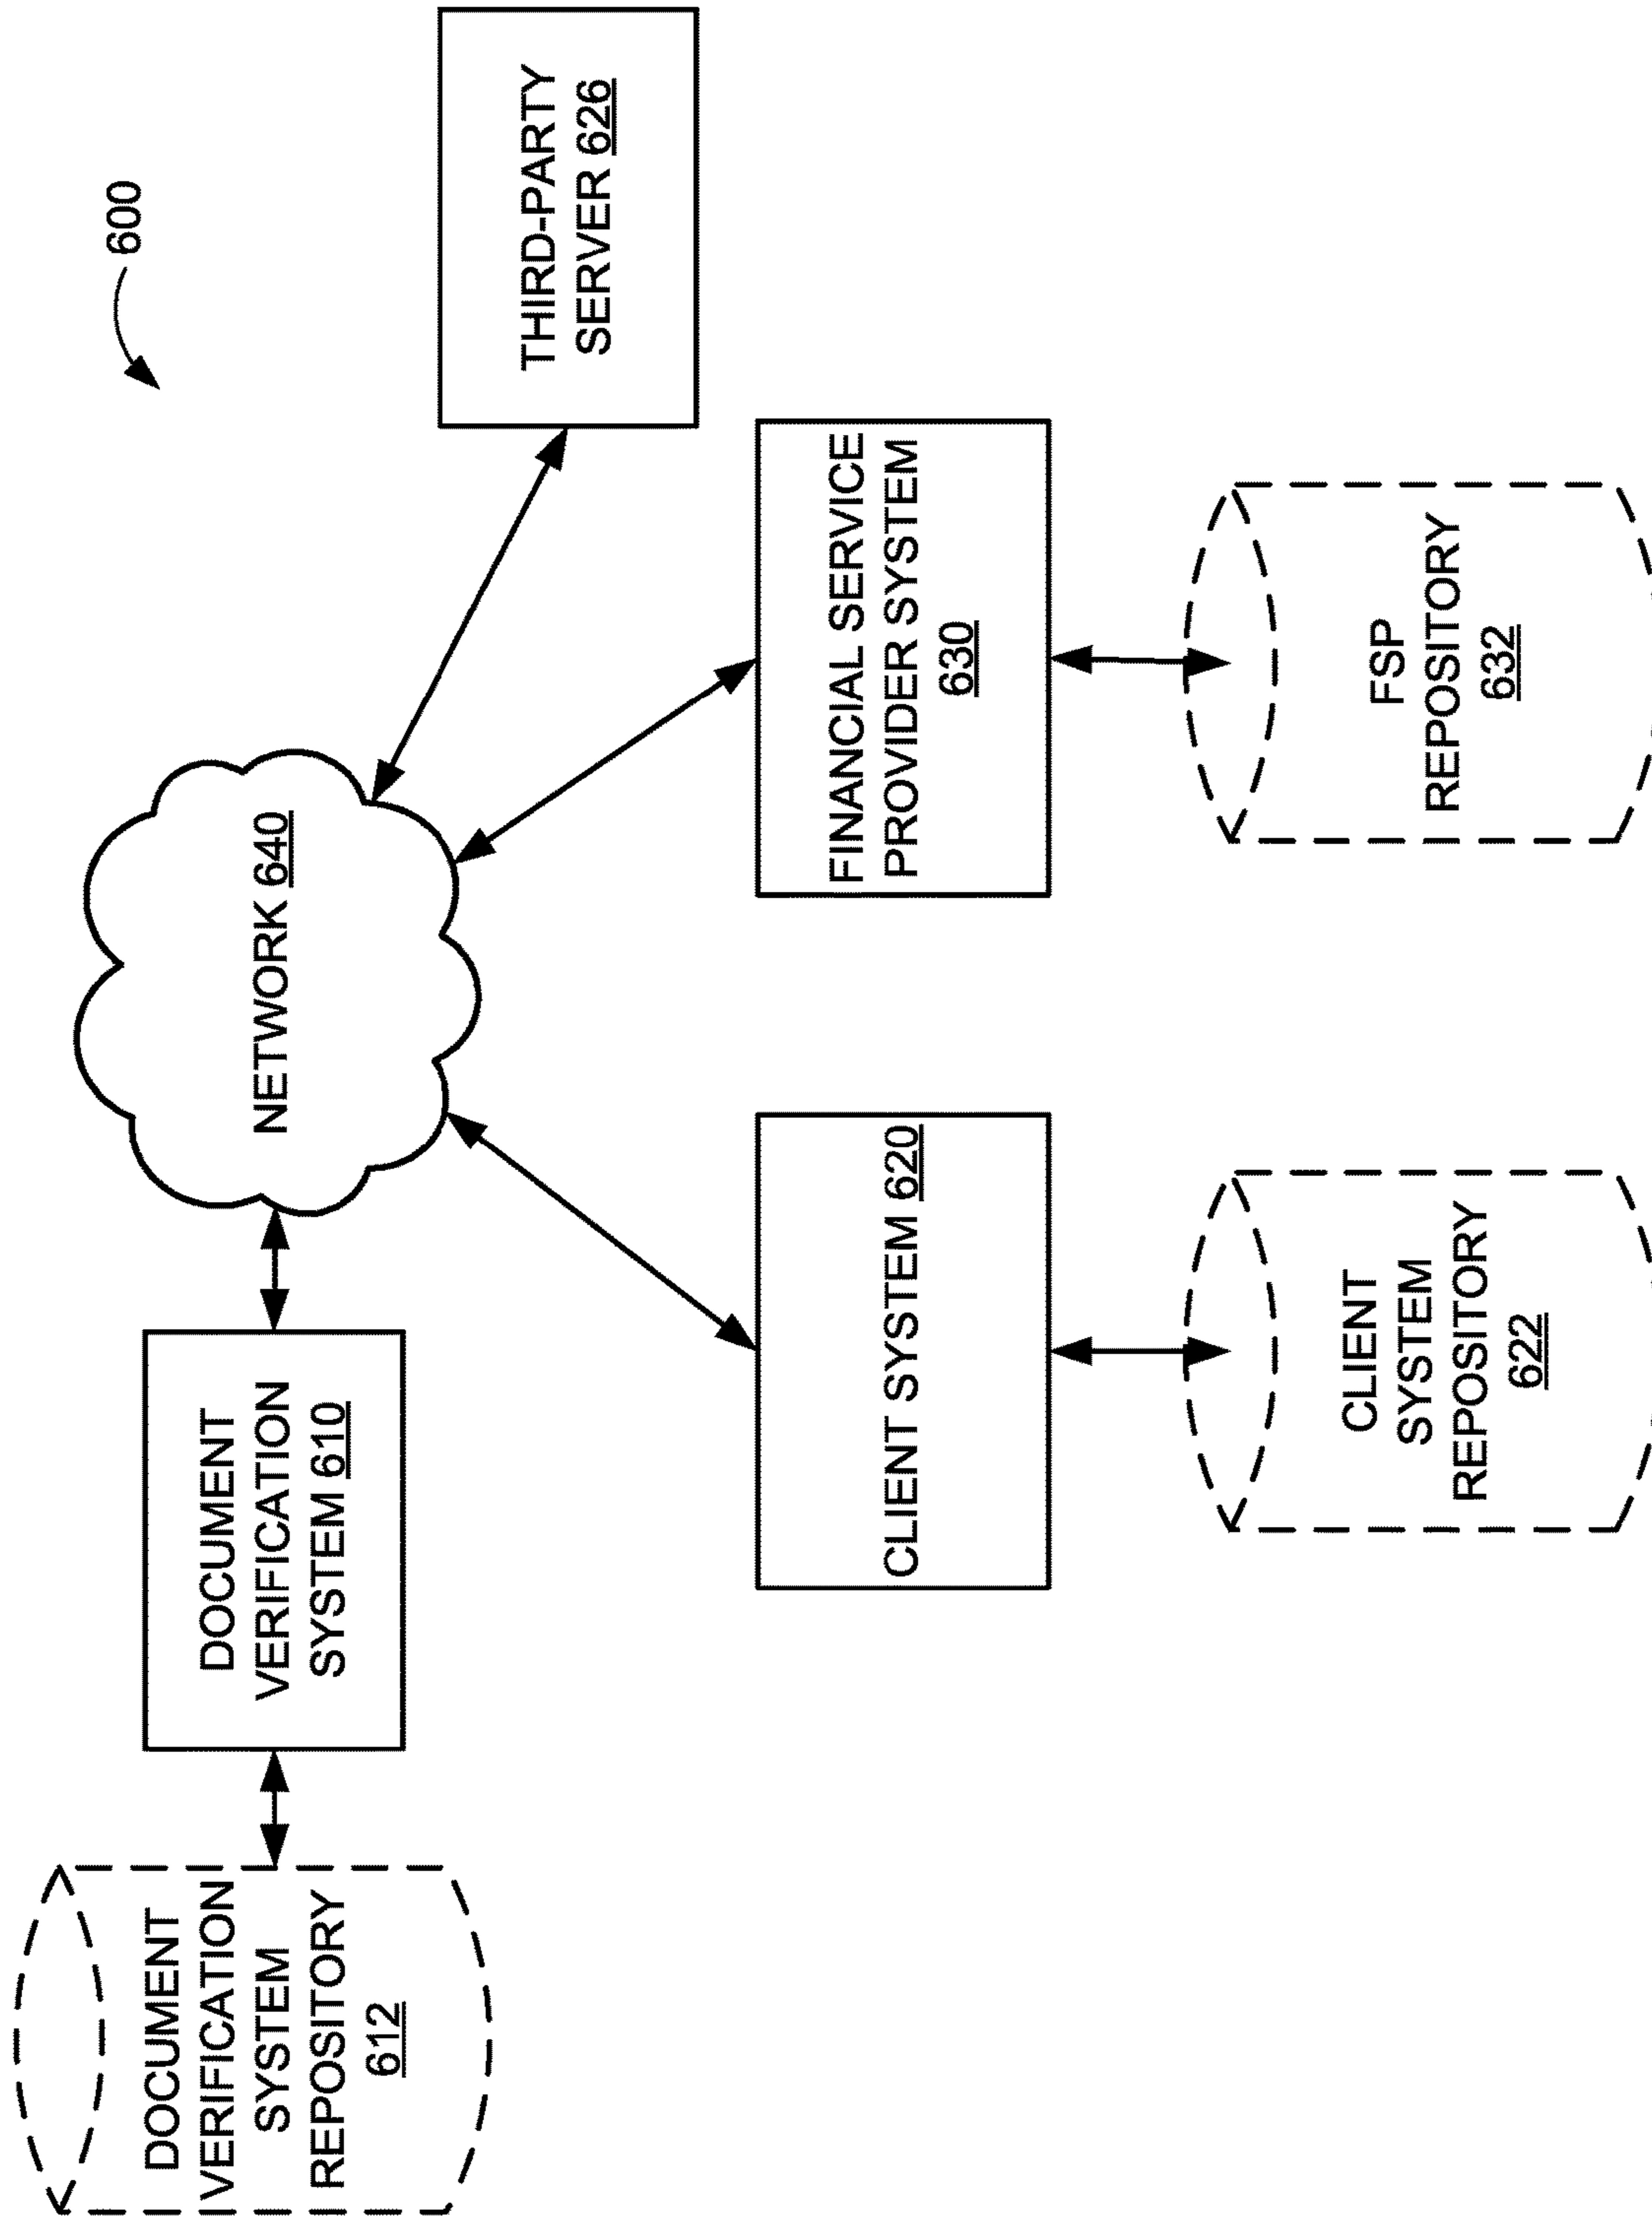 600
NETWORK 640
DOCUMENT
VERIFICATION
SYSTEM 610
DOCUMENT
VERIFICATION
SYSTEM
REPOSITORY
612
THIRD-PARTY
SERVER 626
CLIENT SYSTEM 620
FINANCIAL SERVICE
PROVIDER SYSTEM
630
CLIENT
SYSTEM
REPOSITORY
622
FSP
REPOSITORY
632